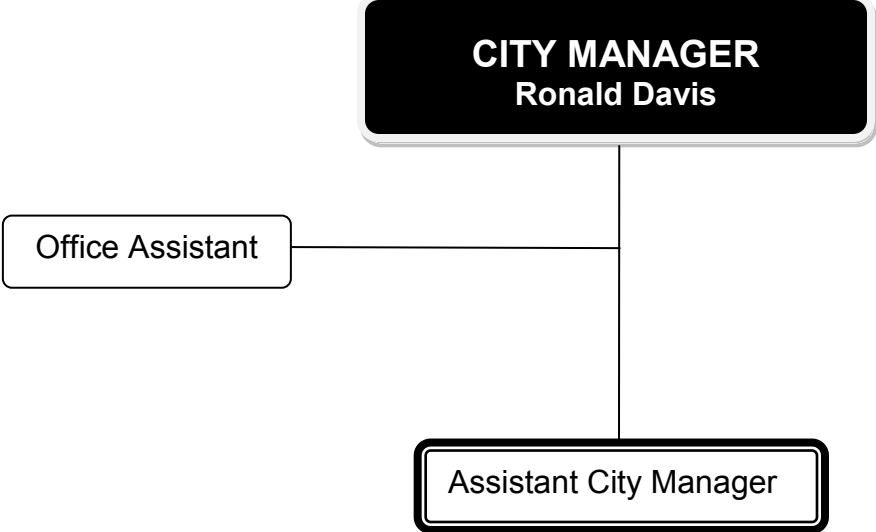 CITY MANAGER
Ronald Davis
Office Assistant
Assistant City Manager